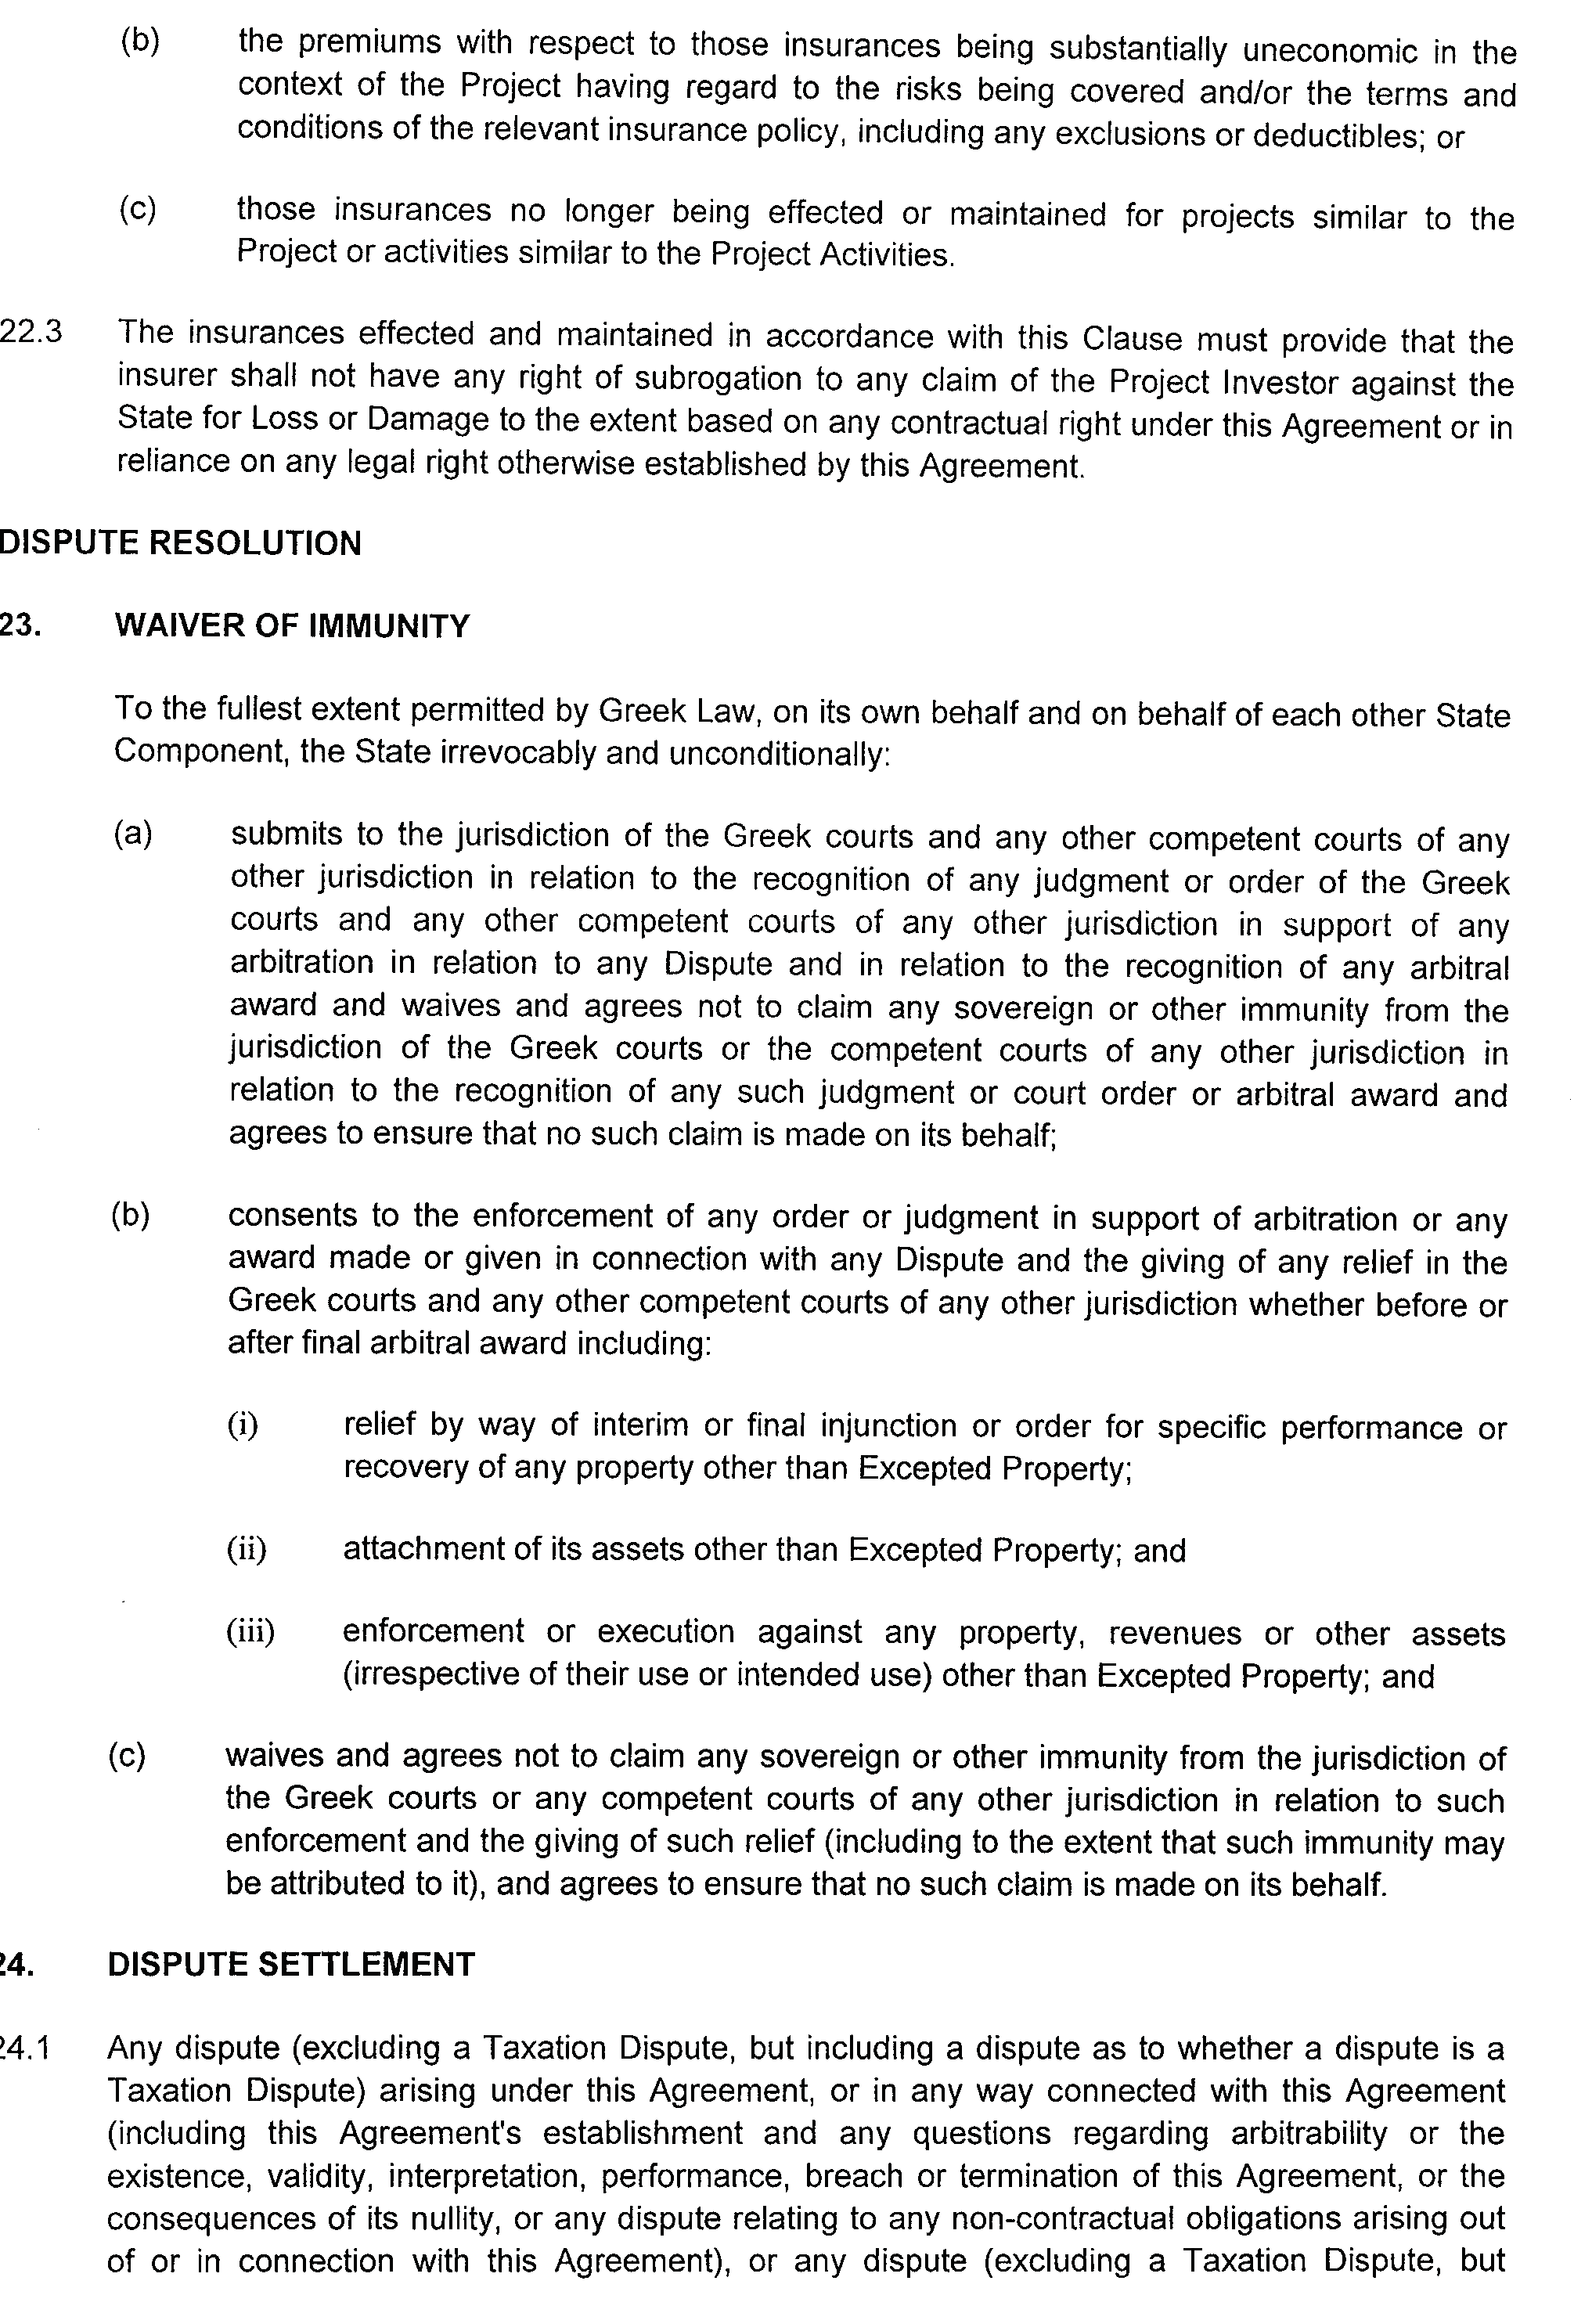 (b) the premiums with respect to those insurances being substantially uneconomic in the
context of the Project having regard to the risks being covered and/or the terms and
conditions of the relevant insurance policy, including any exclusions or deductibles; or
(c) those insurances no longer being effected or maintained for projects similar to the
Project or activities similar to the Project Activities.
22.3 The insurances effected and maintained in accordance with this Clause must provide that the
insurer shall not have any right of subrogation to any claim of the Project Investor against the
State for Loss or Damage to the extent based on any contractual right under this Agreement or in
reliance on any legal right otherwise established by this Agreement.
DISPUTE RESOLUTION
23. WAIVER OF IMMUNITY
To the fullest extent permitted by Greek Law, on its own behalf and on behalf of each other State
Component, the State irrevocably and unconditionally:
(a) submits to the jurisdiction of the Greek courts and any other competent courts of any
other jurisdiction in relation to the recognition of any judgment or order of the Greek
courts and any other competent courts of any other jurisdiction in support of any
arbitration in relation to any Dispute and in relation to the recognition of any arbitral
award and waives and agrees not to claim any sovereign or other immunity from the
jurisdiction of the Greek courts or the competent courts of any other jurisdiction in
relation to the recognition of any such judgment or court order or arbitral award and
agrees to ensure that no such claim is made on its behalf;
(b) consents to the enforcement of any order or judgment in support of arbitration or any
award made or given in connection with any Dispute and the giving of any relief in the
Greek courts and any other competent courts of any other jurisdiction whether before or
after final arbitral award including:
(i) relief by way of interim or final injunction or order for specific performance or
recovery of any property other than Excepted Property;
(ii) attachment of its assets other than Excepted Property; and
(iii) enforcement or execution against any property, revenues or other assets
(irrespective of their use or intended use) other than Excepted Property; and
(c) waives and agrees not to claim any sovereign or other immunity from the jurisdiction of
the Greek courts or any competent courts of any other jurisdiction in relation to such
enforcement and the giving of such relief (including to the extent that such immunity may
be attributed to it), and agrees to ensure that no such claim is made on its behalf.
24. DISPUTE SETTLEMENT
24.1 Any dispute (excluding a Taxation Dispute, but including a dispute as to whether a dispute is a
Taxation Dispute) arising under this Agreement, or in any way connected with this Agreement
(including this Agreement's establishment and any questions regarding arbitrability or the
existence, validity, interpretation, performance, breach or termination of this Agreement, or the
consequences of its nullity, or any dispute relating to any non-contractual obligations arising out
of or in connection with this Agreement), or any dispute (excluding a Taxation Dispute, but